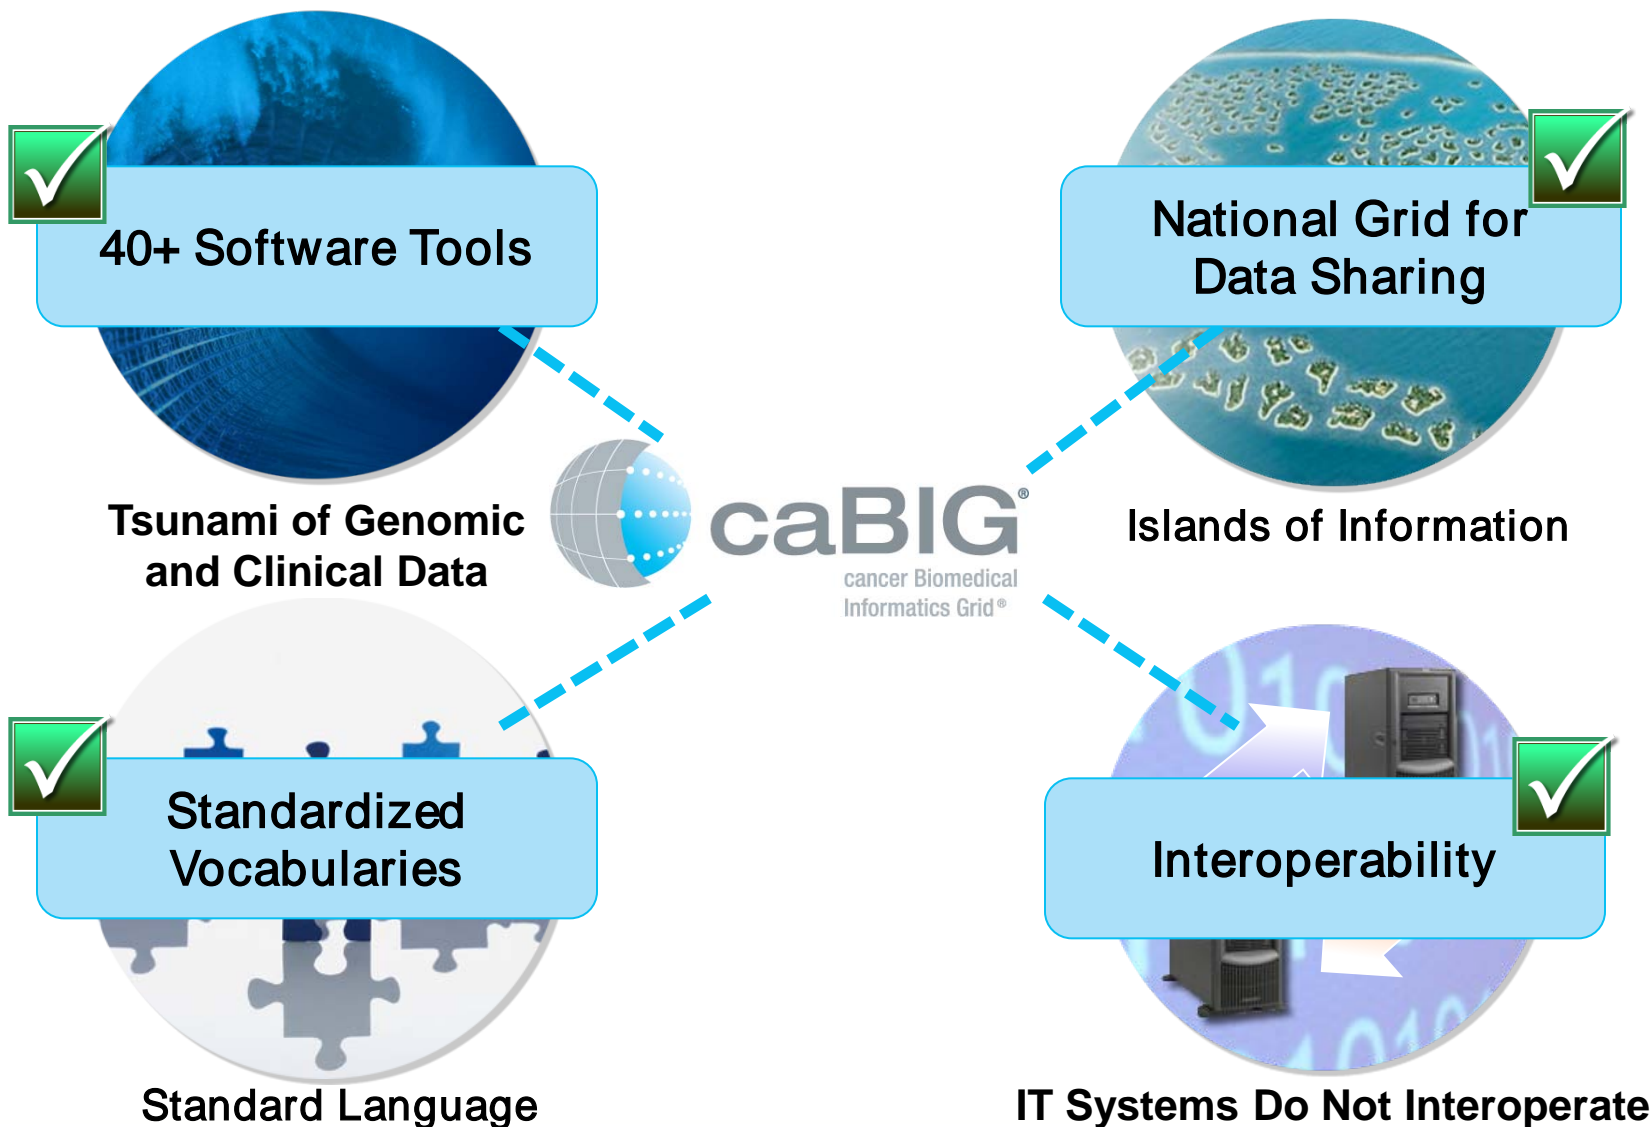 40+ Software Tools
National Grid for
Data Sharing
Tsunami of Genomic
and Clinical Data
Islands of Information
caBIG®
cancer Biomedical
Informatics Grid®
Standardized
Vocabularies
Interoperability
Standard Language
IT Systems Do Not Interoperate